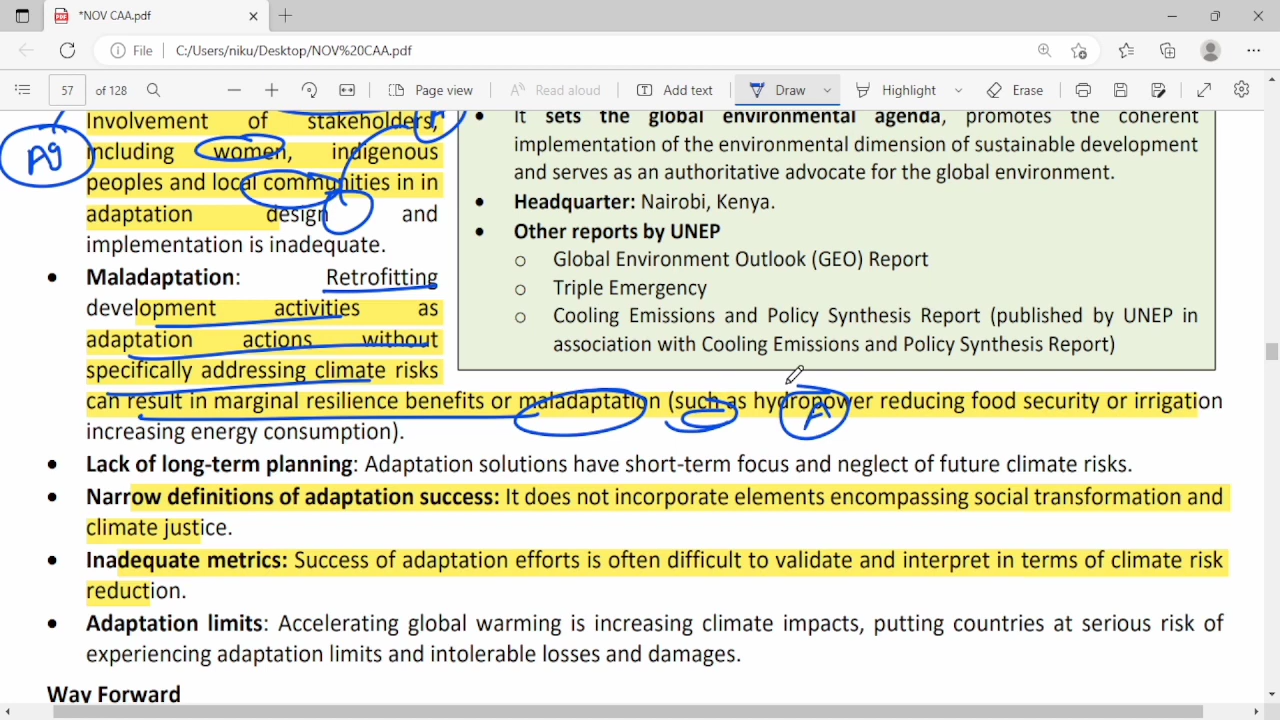 *NOV CAA.pdf
File
C:/Users/niku/Desktop/NOV%20CAA.pdf
57 of 128
Page view
Read aloud
Add text
Draw
Highlight
Erase
Involvement of stakeholders,
including women, indigenous
peoples and local communities in in
adaptation design and
implementation is inadequate.
Ag
• Maladaptation: Retrofitting
development activities as
adaptation actions without
specifically addressing climate risks
can result in marginal resilience benefits or maladaptation (such as hydropower reducing food security or irrigation
increasing energy consumption).
A
• It sets the global environmental agenda, promotes the coherent
implementation of the environmental dimension of sustainable development
and serves as an authoritative advocate for the global environment.
• Headquarter: Nairobi, Kenya.
• Other reports by UNEP
o Global Environment Outlook (GEO) Report
o Triple Emergency
o Cooling Emissions and Policy Synthesis Report (published by UNEP in
association with Cooling Emissions and Policy Synthesis Report)
• Lack of long-term planning: Adaptation solutions have short-term focus and neglect of future climate risks.
• Narrow definitions of adaptation success: It does not incorporate elements encompassing social transformation and
climate justice.
• Inadequate metrics: Success of adaptation efforts is often difficult to validate and interpret in terms of climate risk
reduction.
• Adaptation limits: Accelerating global warming is increasing climate impacts, putting countries at serious risk of
experiencing adaptation limits and intolerable losses and damages.
Way Forward